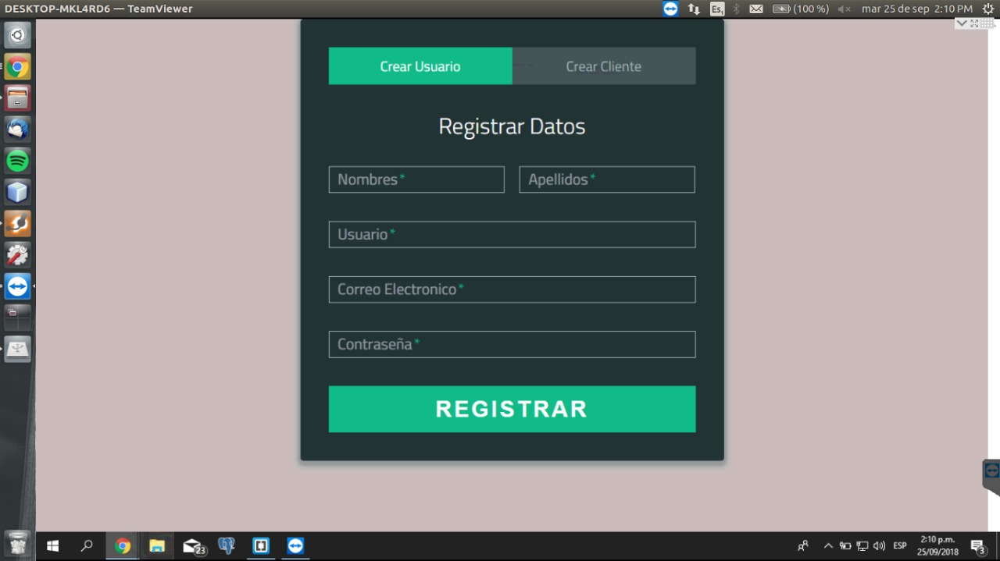 DESKTOP-MKL4RD6 — TeamViewer
Es1 (100 %) mar 25 de sep 2:10 PM
Crear Usuario Crear Cliente
Registrar Datos
Nombres* Apellidos*
Usuario*
Correo Electronico*
Contraseña*
REGISTRAR
23 ESP 2:10 p.m.
25/09/2018 3